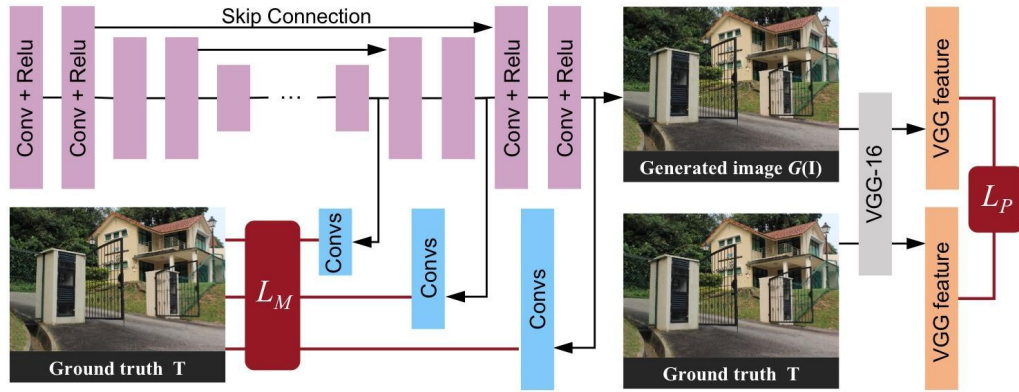 Skip Connection
Conv + Relu
Conv + Relu
...
Conv + Relu
Conv + Relu
Generated image G(I)
VGG-16
VGG feature
L_P
VGG feature
Convs
Convs
Convs
L_M
Ground truth T
Ground truth T